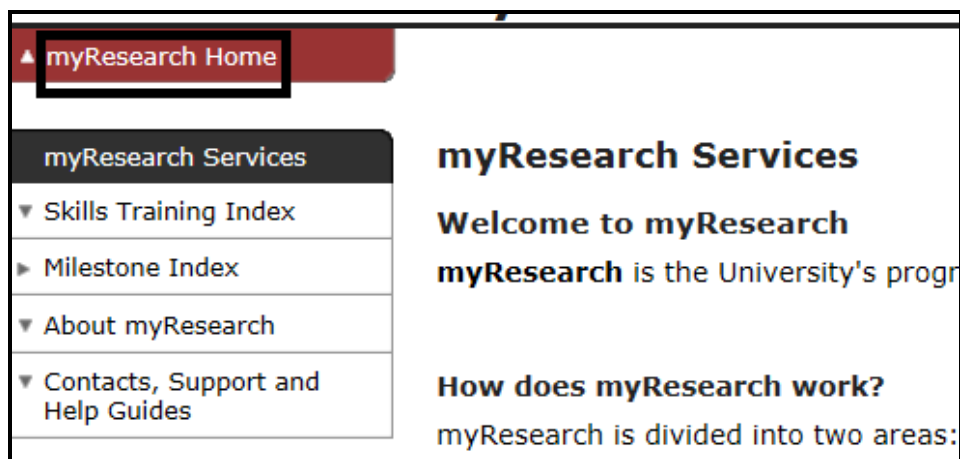 myResearch Home
myResearch Services
Skills Training Index
Milestone Index
About myResearch
Contacts, Support and
Help Guides
myResearch Services
Welcome to myResearch
myResearch is the University's
How does myResearch work?
myResearch is divided into two areas: